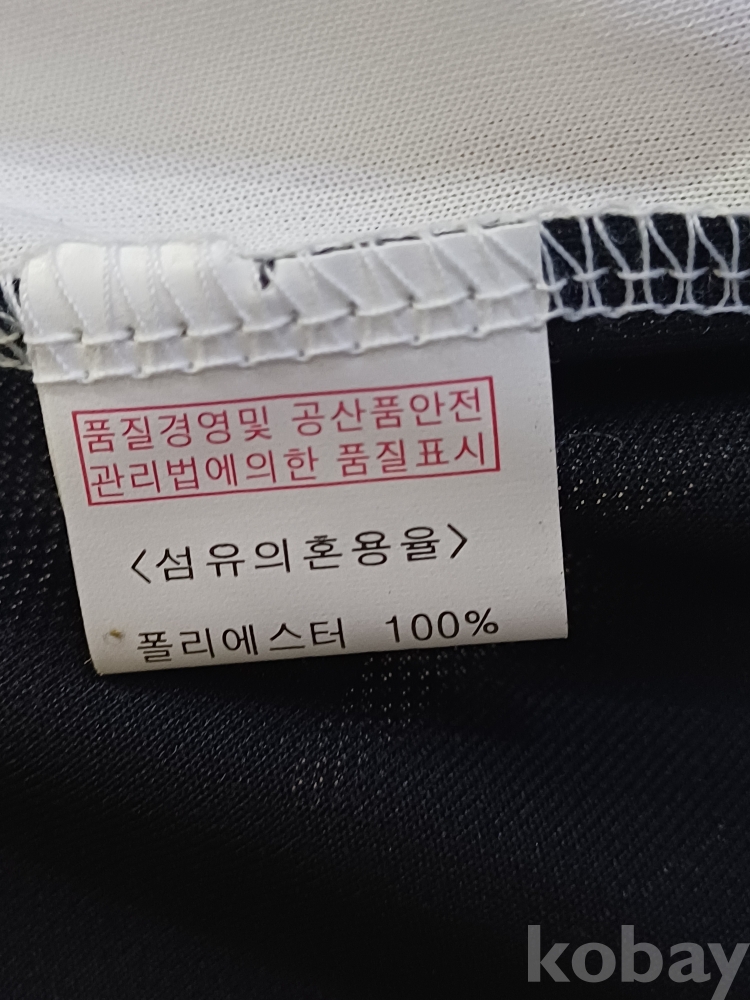 품질경영및 공산품안전
관리법에의한 품질표시
<섬유의혼용율>
폴리에스터 100%
kobay